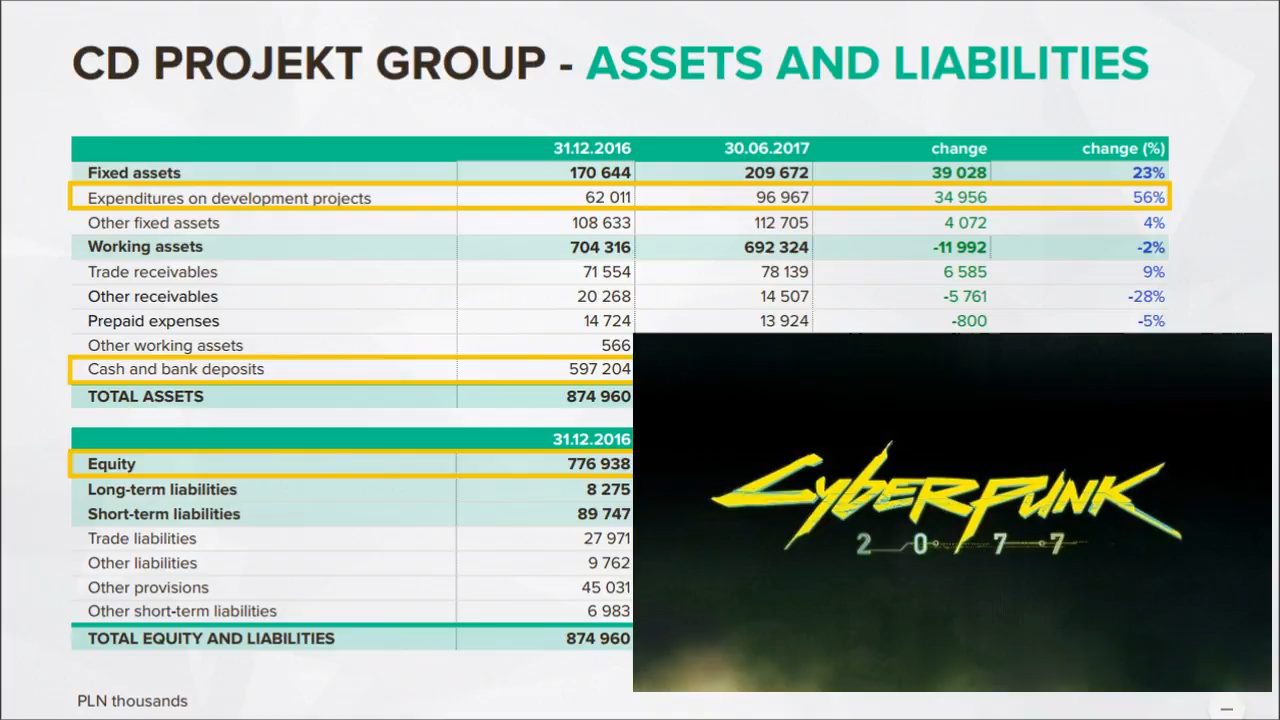 CD PROJEKT GROUP - ASSETS AND LIABILITIES
31.12.2016 30.06.2017 change change (%)
Fixed assets 170 644 209 672 39 028 23%
Expenditures on development projects 62 011 96 967 34 956 56%
Other fixed assets 108 633 112 705 4 072 4%
Working assets 704 316 692 324 -11 992 -2%
Trade receivables 71 554 78 139 6 585 9%
Other receivables 20 268 14 507 -5 761 -28%
Prepaid expenses 14 724 13 924 -800 -5%
Other working assets 566
Cash and bank deposits 597 204
TOTAL ASSETS 874 960
31.12.2016
Equity 776 938
Long-term liabilities 8 275
Short-term liabilities 89 747
Trade liabilities 27 971
Other liabilities 9 762
Other provisions 45 031
Other short-term liabilities 6 983
TOTAL EQUITY AND LIABILITIES 874 960
PLN thousands
CYBERPUNK
2077